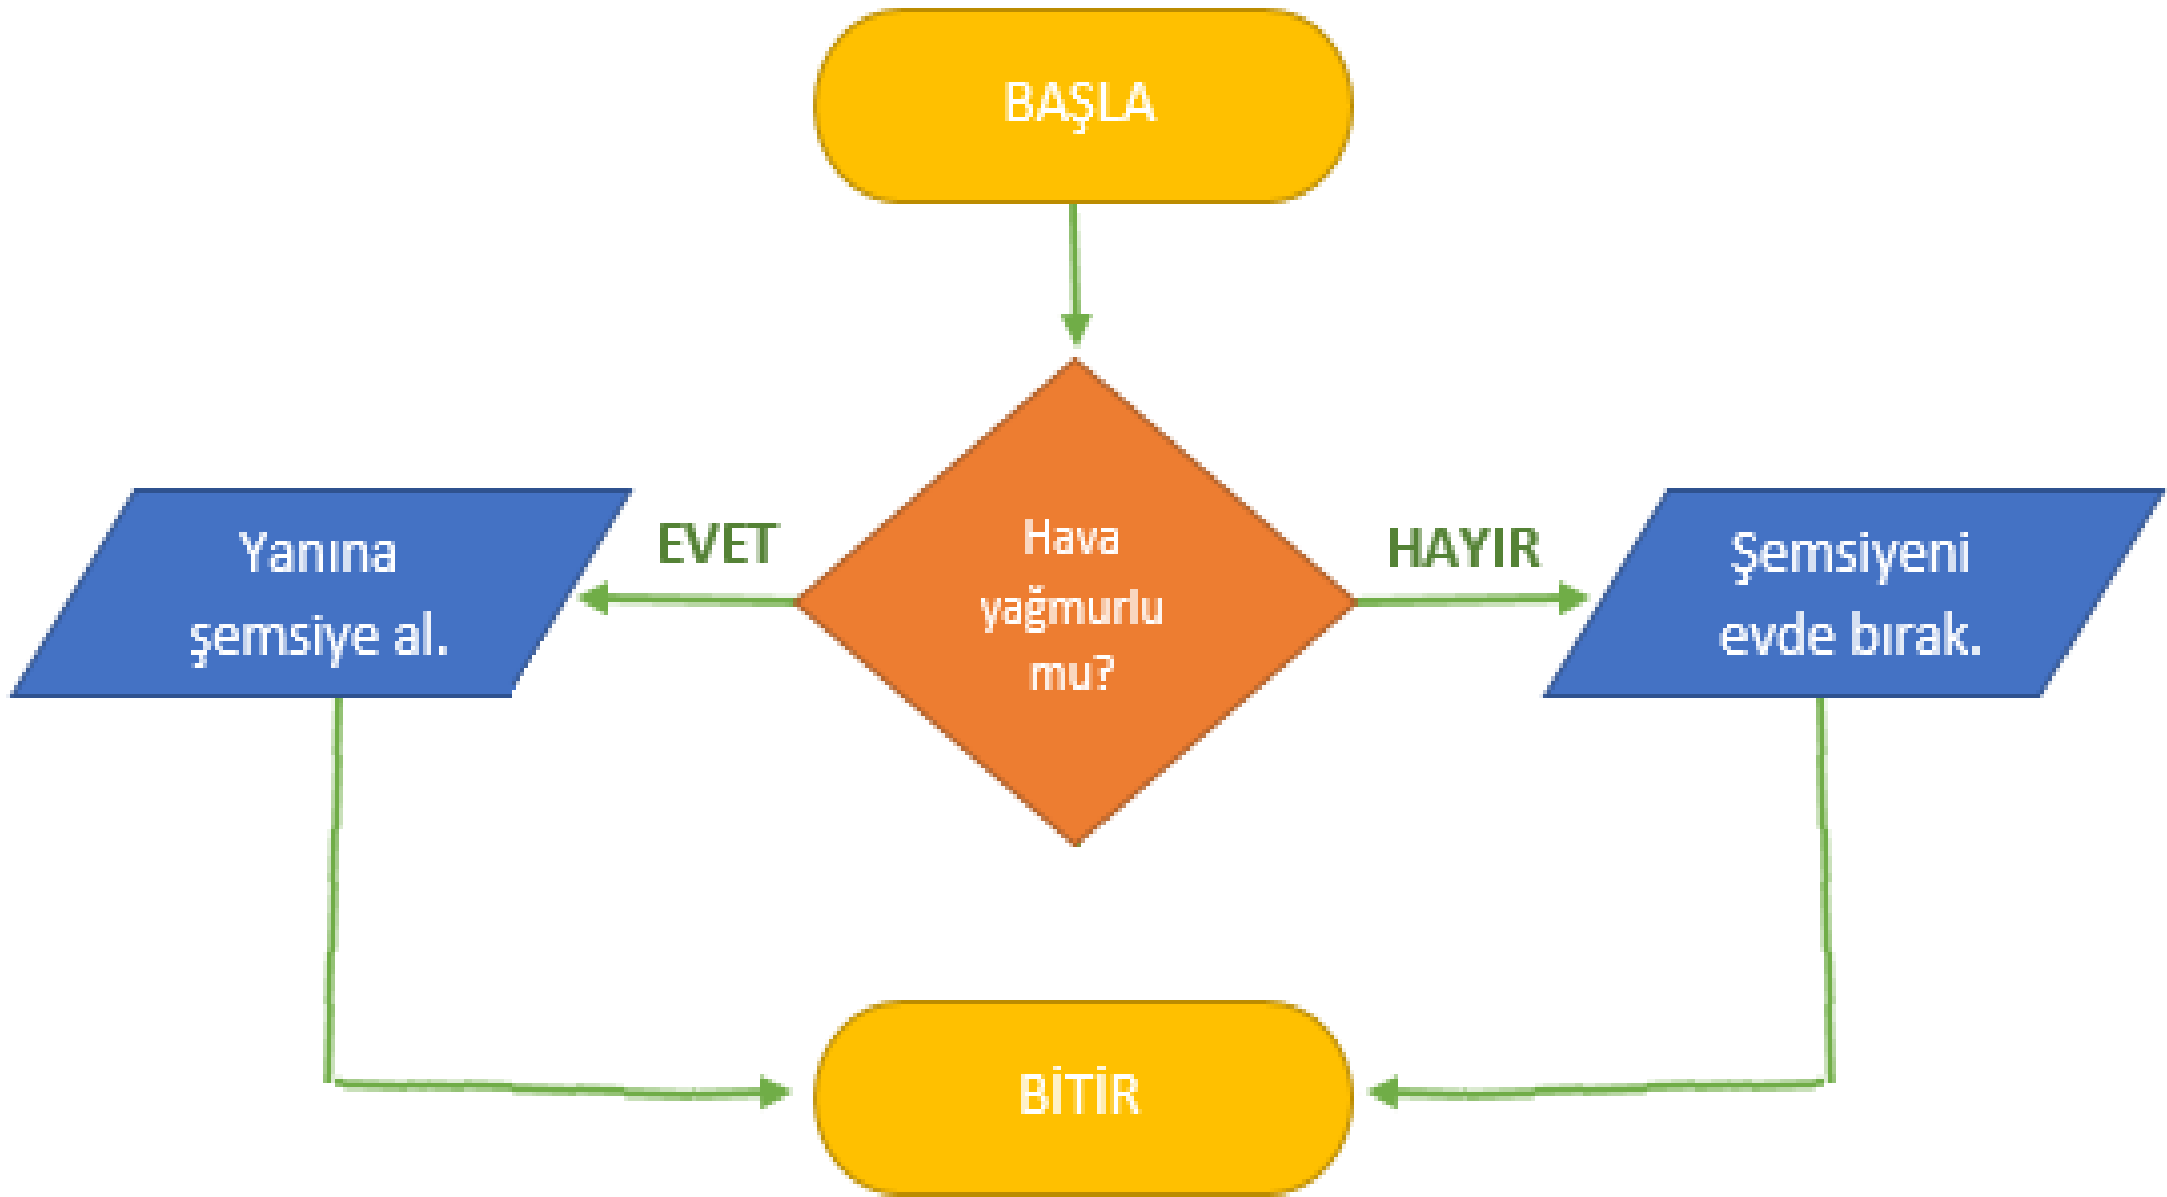 BAŞLA
EVET
HAYIR
Yanına
şemsiye al.
Hava
yağmurlu
mu?
Şemsiyeni
evde bırak.
BİTİR